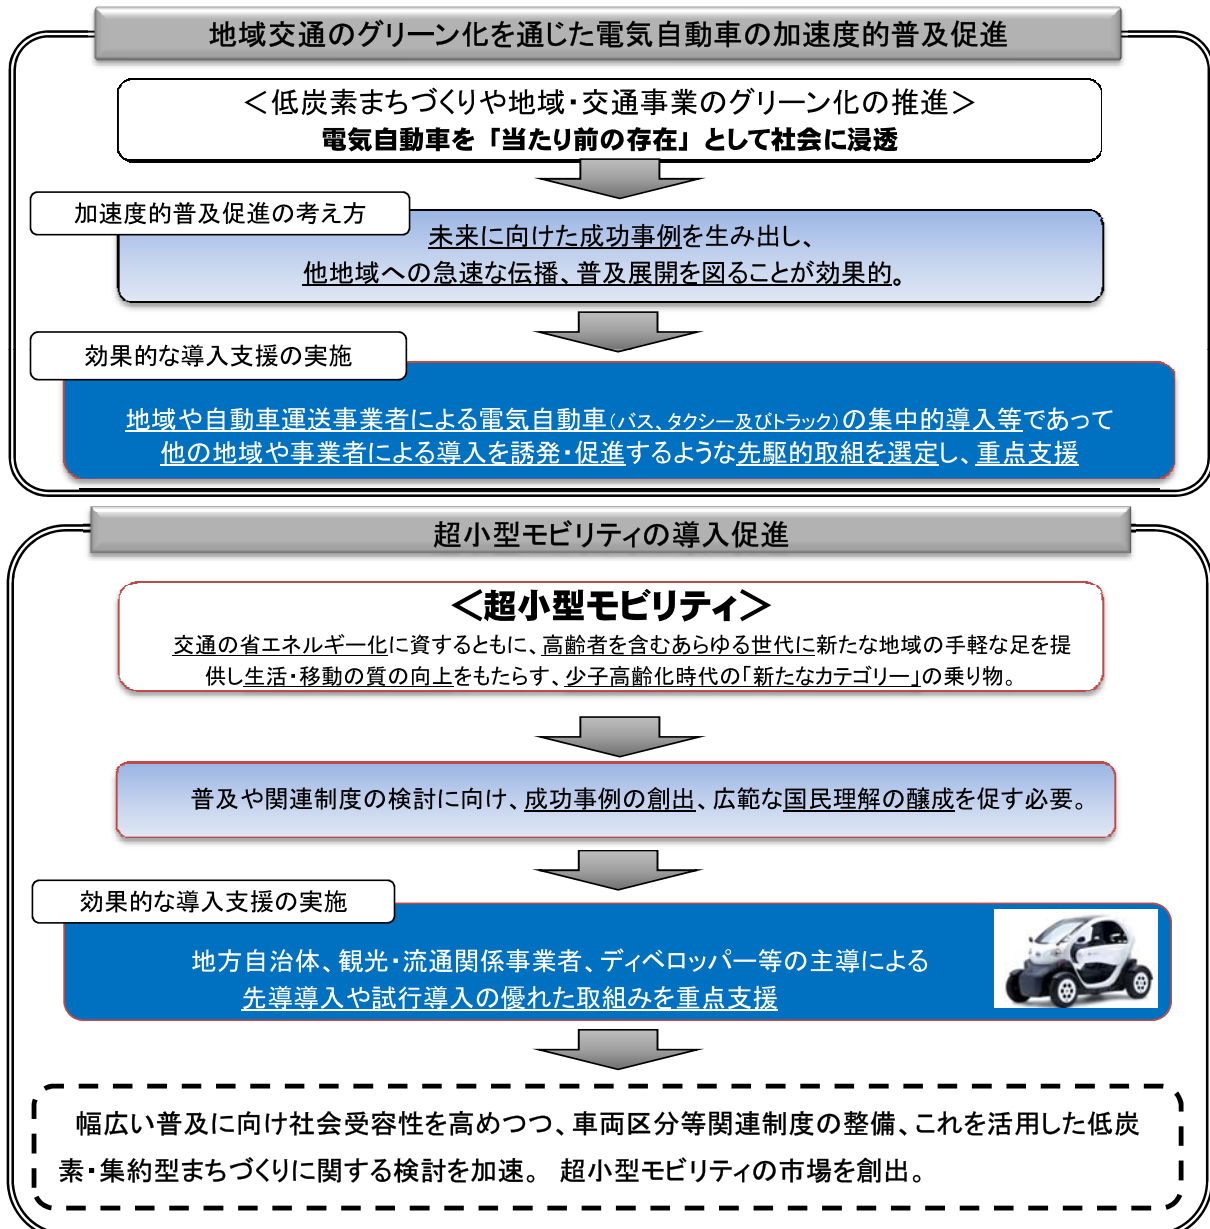 地域交通のグリーン化を通じた電気自動車の加速度的普及促進
＜低炭素まちづくりや地域・交通事業のグリーン化の推進＞
電気自動車を「当たり前の存在」として社会に浸透
加速度的普及促進の考え方
未来に向けた成功事例を生み出し、
他地域への急速な伝播、普及展開を図ることが効果的。
効果的な導入支援の実施
地域や自動車運送事業者による電気自動車（バス、タクシー及びトラック）の集中的導入等であって
他の地域や事業者による導入を誘発・促進するような先駆的取組を選定し、重点支援
超小型モビリティの導入促進
＜超小型モビリティ＞
交通の省エネルギー化に資するともに、高齢者を含むあらゆる世代に新たな地域の手軽な足を提
供し生活・移動の質の向上をもたらす、少子高齢化時代の「新たなカテゴリー」の乗り物。
普及や関連制度の検討に向け、成功事例の創出、広範な国民理解の醸成を促す必要。
効果的な導入支援の実施
地方自治体、観光・流通関係事業者、ディベロッパー等の主導による
先導導入や試行導入の優れた取組みを重点支援
幅広い普及に向け社会受容性を高めつつ、車両区分等関連制度の整備、これを活用した低炭
素・集約型まちづくりに関する検討を加速。 超小型モビリティの市場を創出。